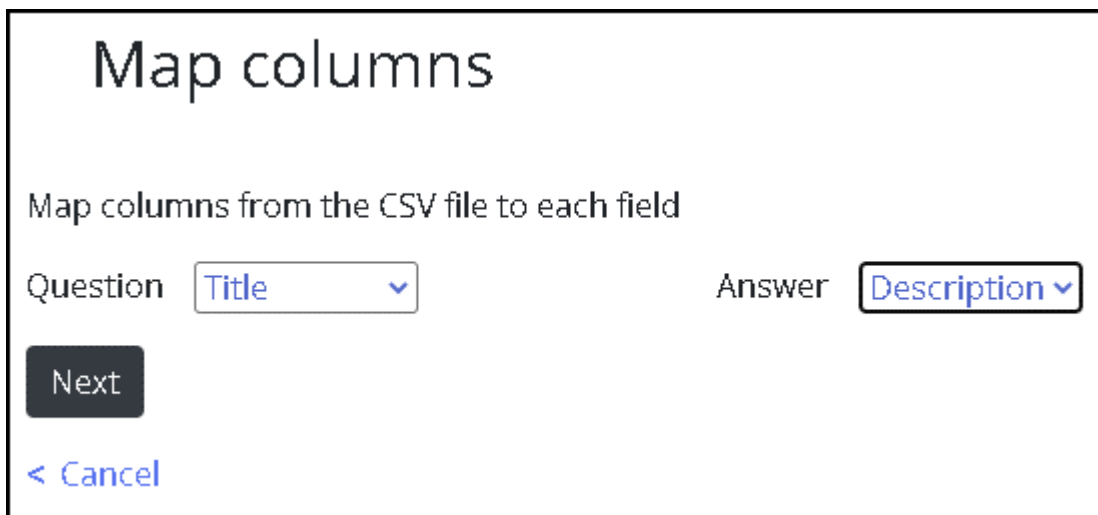 Map columns
Map columns from the CSV file to each field
Question Title Answer Description
Next
< Cancel